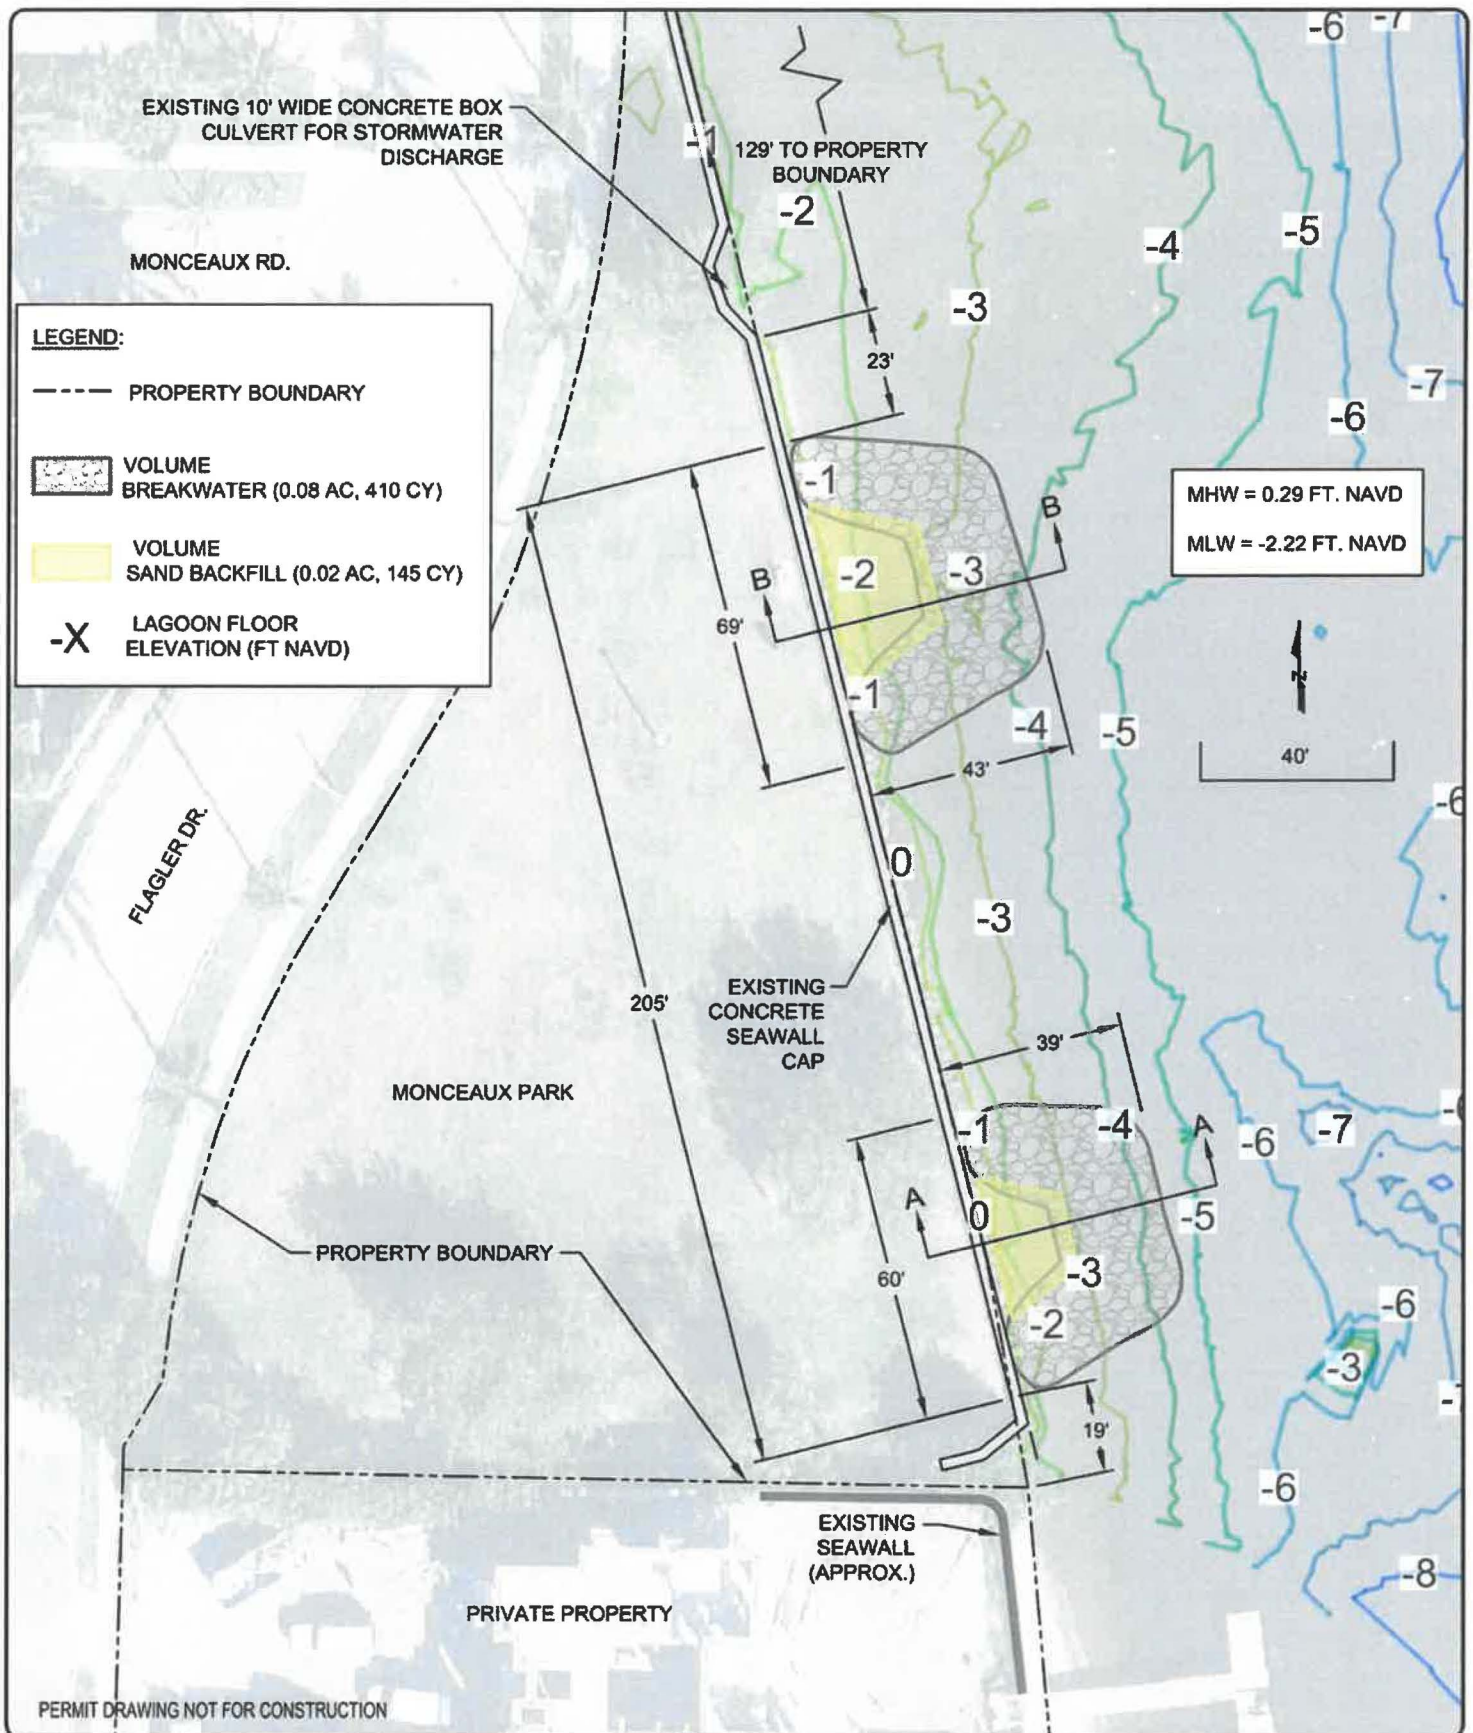 -6
-7
EXISTING 10' WIDE CONCRETE BOX
CULVERT FOR STORMWATER
DISCHARGE
-1
129' TO PROPERTY
BOUNDARY
-2
-4
-5
MONCEAUX RD.
-3
23'
-7
-6
LEGEND:
PROPERTY BOUNDARY
VOLUME
BREAKWATER (0.08 AC, 410 CY)
VOLUME
SAND BACKFILL (0.02 AC, 145 CY)
-X
LAGOON FLOOR
ELEVATION (FT NAVD)
MHW = 0.29 FT. NAVD
MLW = -2.22 FT. NAVD
-1
B
B
-2
-3
69'
-1
N
-4
-5
43'
40'
-6
FLAGLER DR.
0
-3
EXISTING
CONCRETE
SEAWALL
CAP
205'
39'
MONCEAUX PARK
-1
-4
A
-6
-7
A
0
-5
PROPERTY BOUNDARY
60'
-3
-2
-6
-3
19'
-6
EXISTING
SEAWALL
(APPROX.)
-8
PRIVATE PROPERTY
PERMIT DRAWING NOT FOR CONSTRUCTION